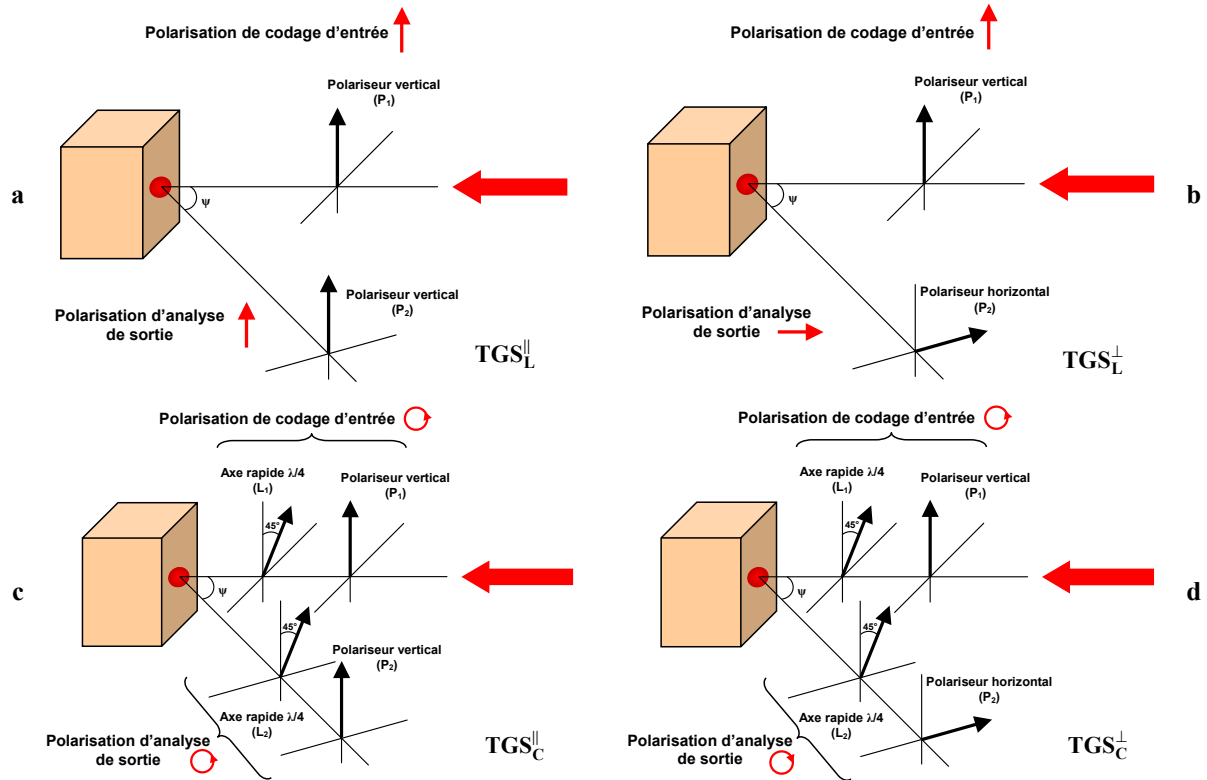 Polarisation de codage d'entrée
Polariseur vertical
(P₁)
ψ
a
Polariseur vertical
(P₂)
Polarisation d'analyse
de sortie
TGS_L^||
Polarisation de codage d'entrée
Polariseur vertical
(P₁)
ψ
b
Polariseur horizontal
(P₂)
Polarisation d'analyse
de sortie
TGS_L^⊥
Polarisation de codage d'entrée
Axe rapide λ/4
(L₁)
Polariseur vertical
(P₁)
45°
ψ
c
45°
Polariseur vertical
(P₂)
Axe rapide λ/4
(L₂)
Polarisation d'analyse
de sortie
TGS_C^||
Polarisation de codage d'entrée
Axe rapide λ/4
(L₁)
Polariseur vertical
(P₁)
45°
ψ
d
45°
Polariseur horizontal
(P₂)
Axe rapide λ/4
(L₂)
Polarisation d'analyse
de sortie
TGS_C^⊥